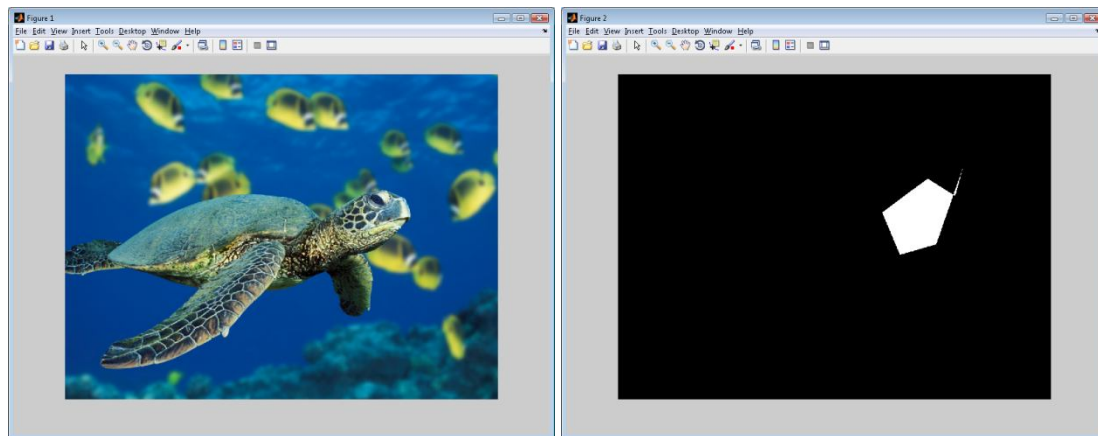 Figure 1
File Edit View Insert Tools Desktop Window Help
Figure 2
File Edit View Insert Tools Desktop Window Help